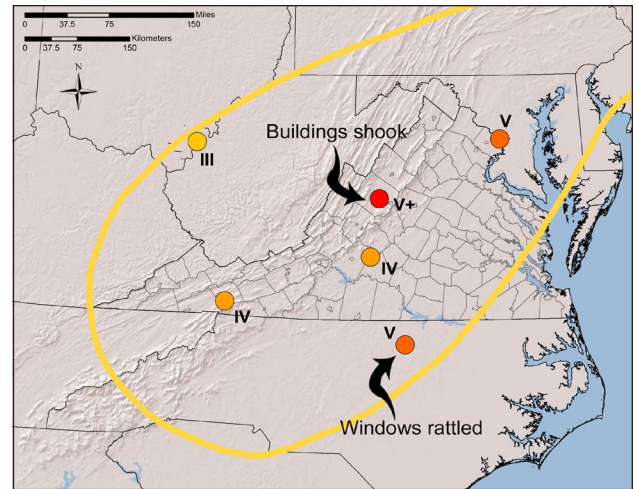 Miles
0 37.5 75 150
Kilometers
0 37.5 75 150
N
V
Buildings shook
III
V+
IV
IV
V
Windows rattled